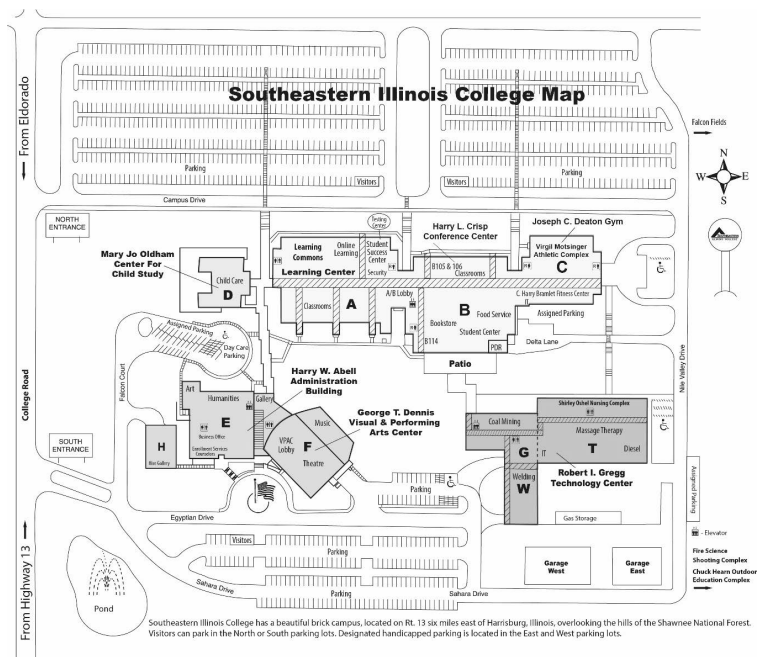 Southeastern Illinois College Map
From Eldorado
Falcon Fields
N
W
E
S
Parking
Parking
Visitors
Visitors
Campus Drive
NORTH
ENTRANCE
Testing
Center
Harry L. Crisp
Conference Center
Joseph C. Deaton Gym
Mary Jo Oldham
Center For
Child Study
Learning
Commons
Online
Learning
Student
Success
Center
Security
Learning Center
B105 & 106
Classrooms
Virgil Motsinger
Athletic Complex
C
Child Care
D
Classrooms
A
A/B Lobby
B
Food Service
Bookstore
Student Center
B114
PDR
C. Harry Bramlet Fitness Center
Assigned Parking
Delta Lane
Patio
Assigned Parking
Day Care
Parking
Falcon Court
College Road
Nile Valley Drive
Harry W. Abell
Administration
Building
Art
Humanities
Gallery
E
Business Office
Enrollment Services
Counselors
George T. Dennis
Visual & Performing
Arts Center
Music
VPAC
Lobby
F
Theatre
H
SOUTH
ENTRANCE
Shirley Oshel Nursing Complex
Coal Mining
Massage Therapy
G
IT
T
Diesel
Welding
W
Robert I. Gregg
Technology Center
Assigned Parking
Parking
Gas Storage
Egyptian Drive
Visitors
Parking
Parking
Garage
West
Garage
East
- Elevator
Fire Science
Shooting Complex
Chuck Hearn Outdoor
Education Complex
Sahara Drive
Sahara Drive
Pond
From Highway 13
Southeastern Illinois College has a beautiful brick campus, located on Rt. 13 six miles east of Harrisburg, Illinois, overlooking the hills of the Shawnee National Forest.
Visitors can park in the North or South parking lots. Designated handicapped parking is located in the East and West parking lots.